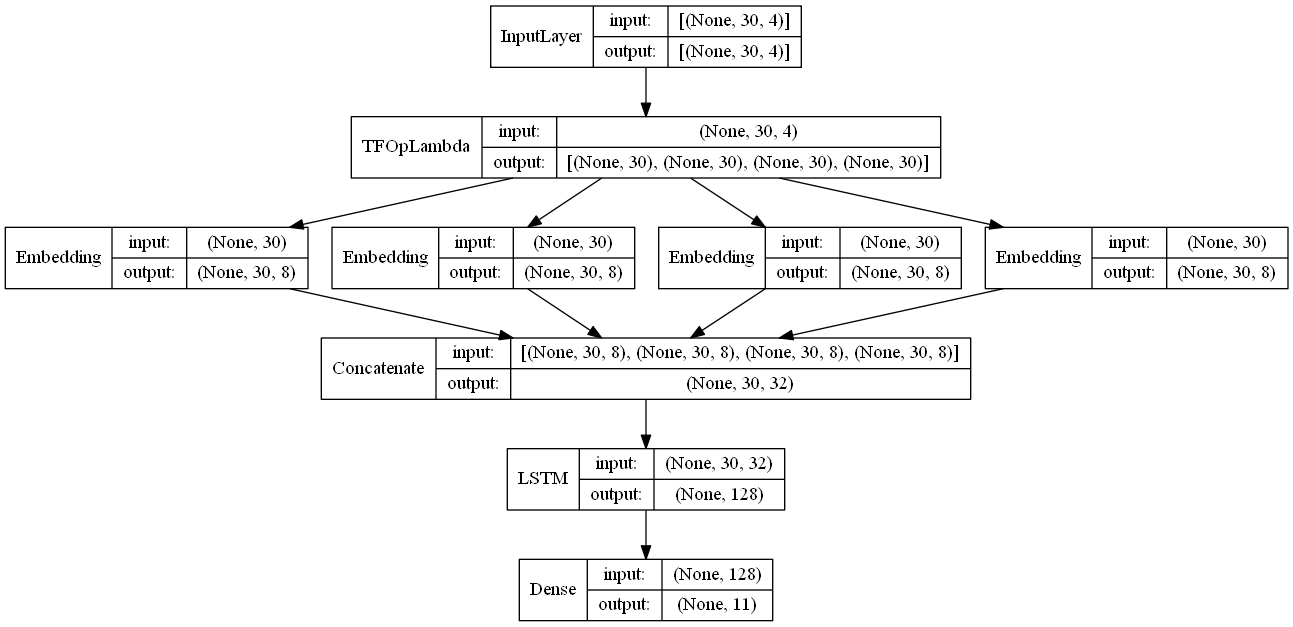 InputLayer input: [(None, 30, 4)]
output: [(None, 30, 4)]
TFOpLambda input: (None, 30, 4)
output: [(None, 30), (None, 30), (None, 30), (None, 30)]
Embedding input: (None, 30)
output: (None, 30, 8)
Embedding input: (None, 30)
output: (None, 30, 8)
Embedding input: (None, 30)
output: (None, 30, 8)
Embedding input: (None, 30)
output: (None, 30, 8)
Concatenate input: [(None, 30, 8), (None, 30, 8), (None, 30, 8), (None, 30, 8)]
output: (None, 30, 32)
LSTM input: (None, 30, 32)
output: (None, 128)
Dense input: (None, 128)
output: (None, 11)